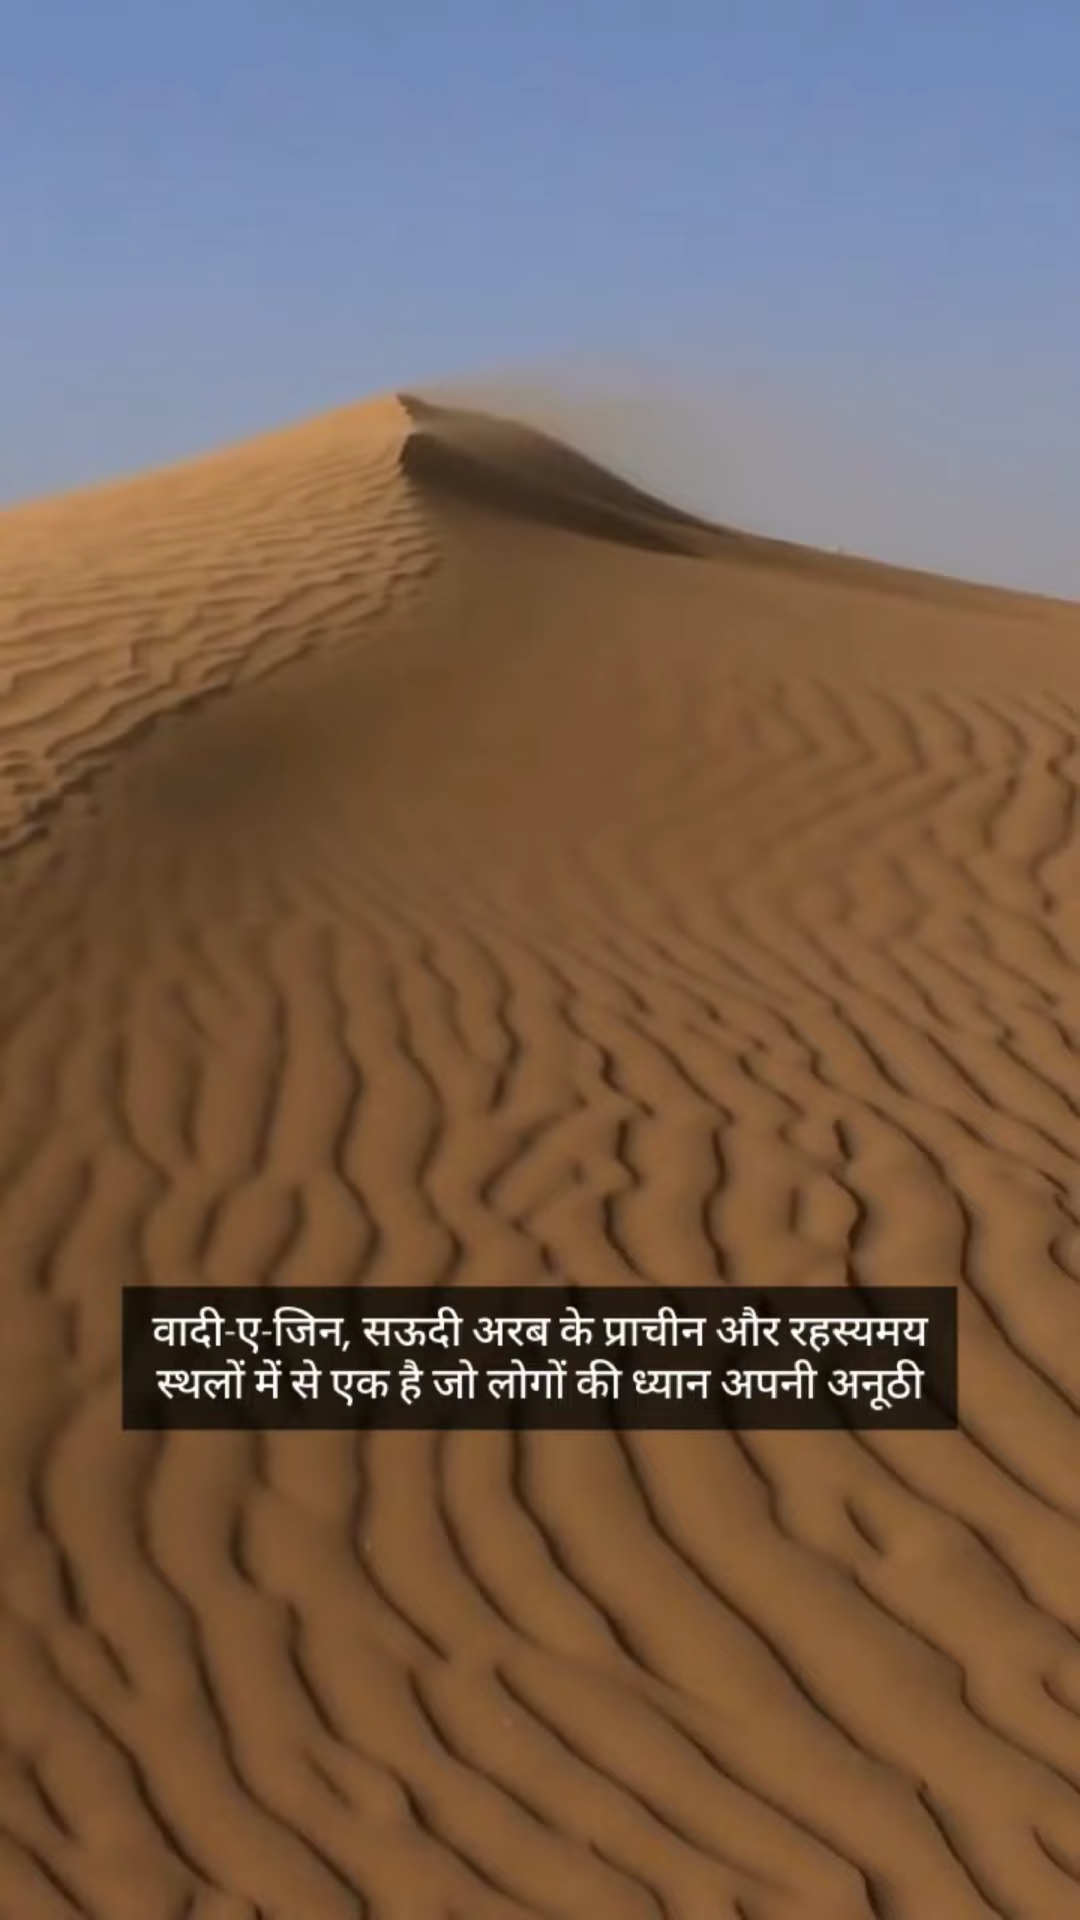 वादी-ए-जिन, सऊदी अरब के प्राचीन और रहस्यमय
स्थलों में से एक है जो लोगों की ध्यान अपनी अनूठी